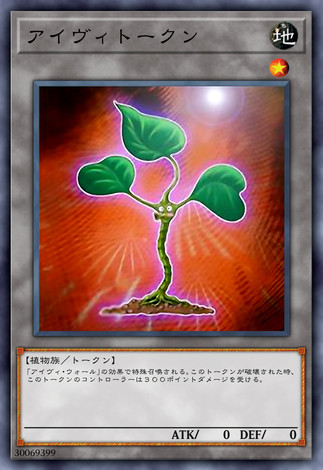 アイヴィトークン
地
【植物族／トークン】
「アイヴィ・ウォール」の効果で特殊召喚される。このトークンが破壊された時、
このトークンのコントローラーは３００ポイントダメージを受ける。
ATK/ 0 DEF/ 0
30069399